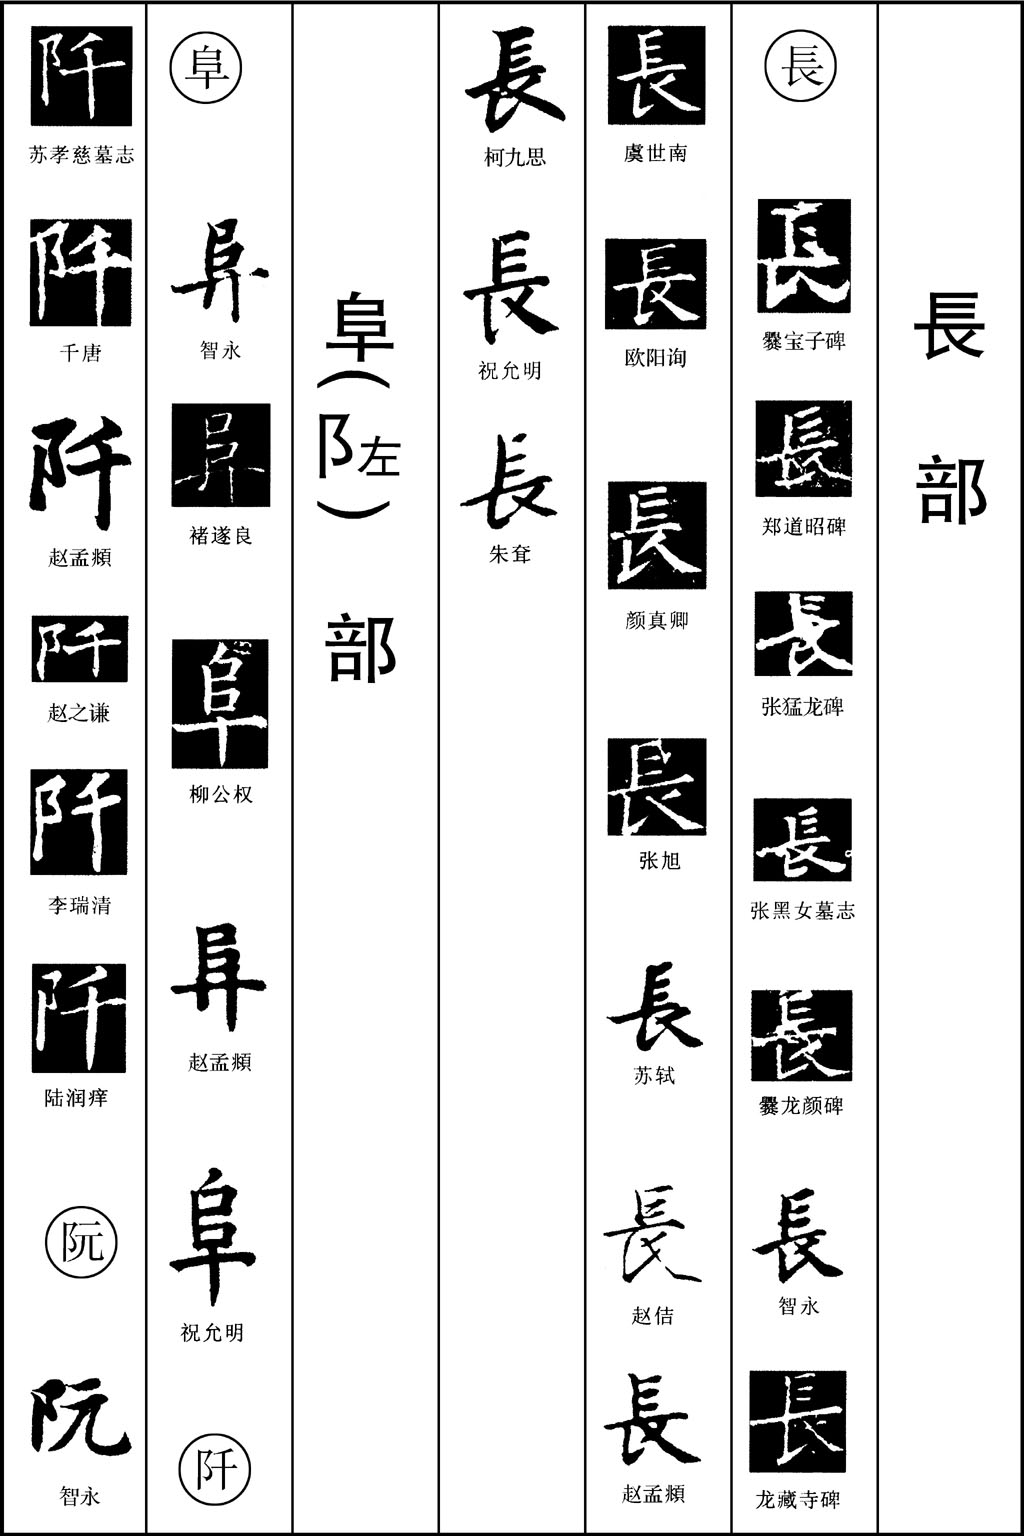 長部
長
長
爨宝子碑
長
郑道昭碑
長
张猛龙碑
長
张黑女墓志
長
爨龙颜碑
長
智永
長
龙藏寺碑
長
虞世南
長
欧阳询
長
颜真卿
長
张旭
長
苏轼
長
赵佶
長
赵孟頫
長
柯九思
長
祝允明
長
朱耷
阜(阝左)部
阜
阜
智永
阜
褚遂良
阜
柳公权
阜
赵孟頫
阜
祝允明
阡
阡
苏孝慈墓志
阡
千唐
阡
赵孟頫
阡
赵之谦
阡
李瑞清
阡
陆润痒
阮
阮
智永